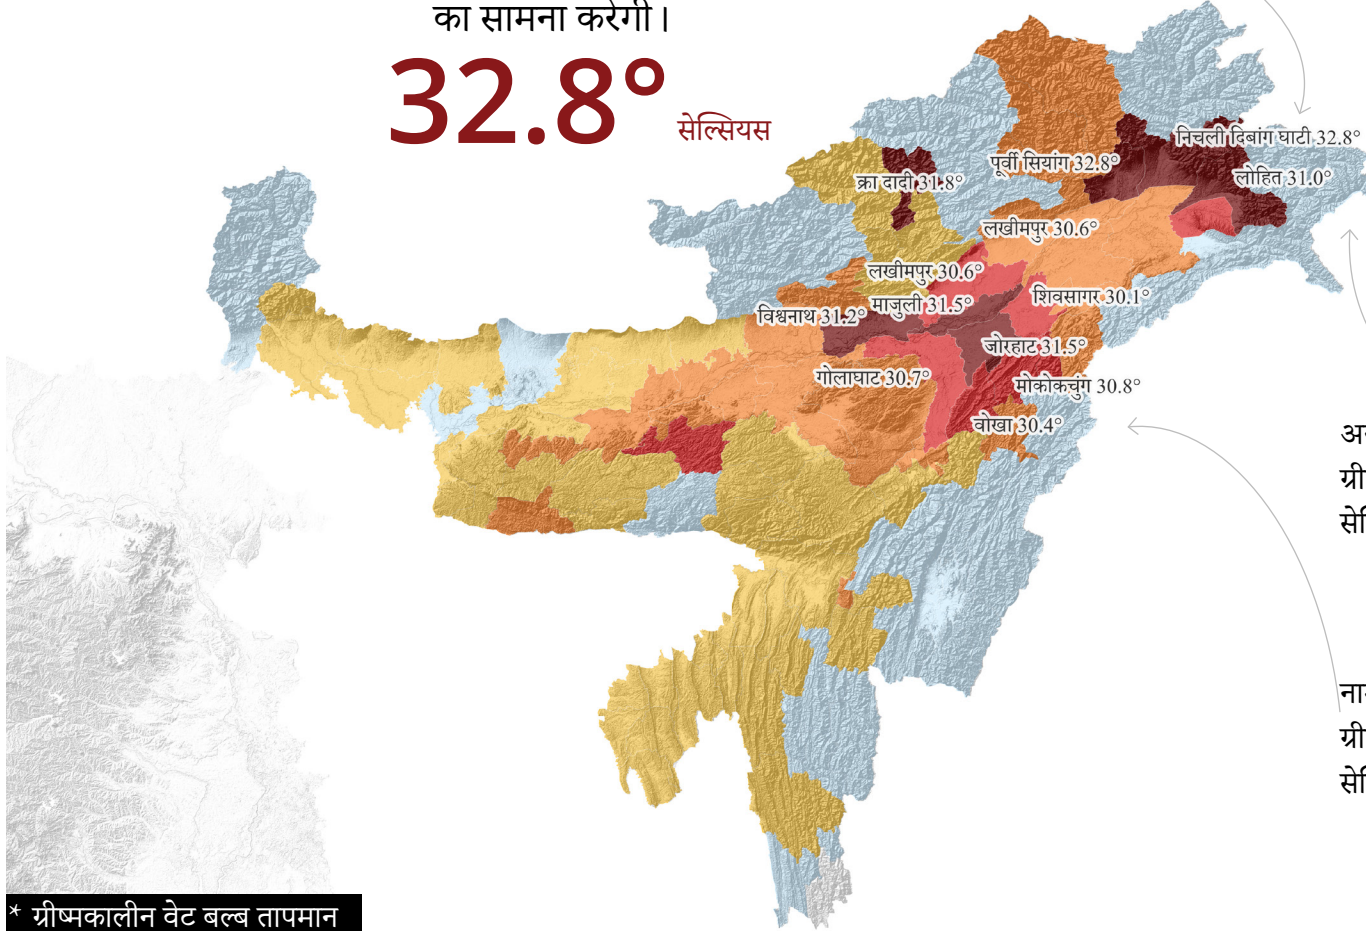 का सामना करेगी।
32.8° सेल्सियस
निचली दिबांग घाटी 32.8°
पूर्वी सियांग 32.8°
क्रा दादी 31.8°
लोहित 31.0°
लखीमपुर 30.6°
लखीमपुर 30.6°
शिवसागर 30.1°
माजुली 31.5°
विश्वनाथ 31.2°
जोरहाट 31.5°
गोलाघाट 30.7°
मोकोकचुंग 30.8°
वोखा 30.4°
* ग्रीष्मकालीन वेट बल्ब तापमान